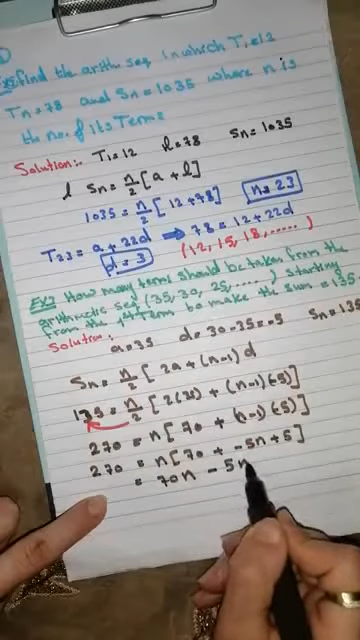 Find the arith seq in which T₁=12
Tn=78 and Sn=1035 where n is
the no. of its Terms
Solution:- T₁=12 l=78 Sn=1035
Sn=n/2[a+l]
1035=n/2[12+78] n=23
T₂₃=a+22d ⇒ 78=12+22d
d=3 (12,15,18,.....)
EX2 How many term should be taken from the
arithmetic seq (35,30,25,......) starting
from the 1st Term to make the sum =135
Solution a=35 d=30-35=-5 Sn=135
Sn=n/2[2a+(n-1)d
135=n/2[2(35)+(n-1)(-5)]
270=n[70+(n-1)(-5)]
270=n[70+-5n+5]
=70n-5n